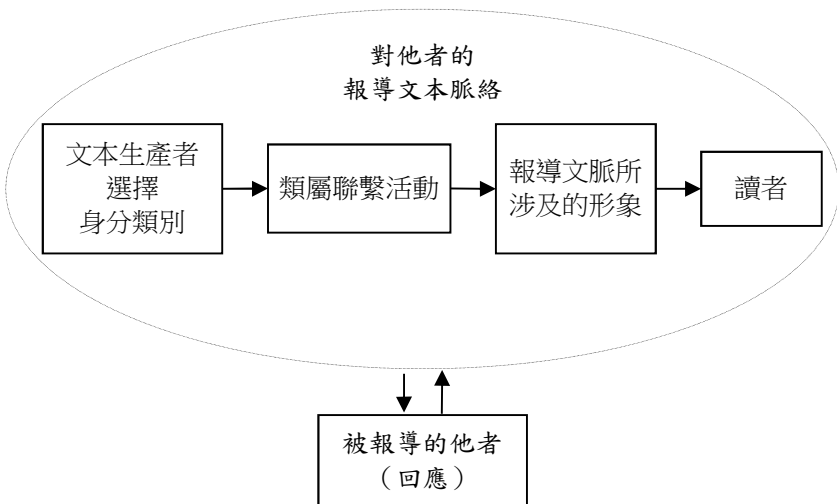 對他者的
報導文本脈絡
文本生產者
選擇
身分類別
類屬聯繫活動
報導文脈所
涉及的形象
讀者
被報導的他者
（回應）